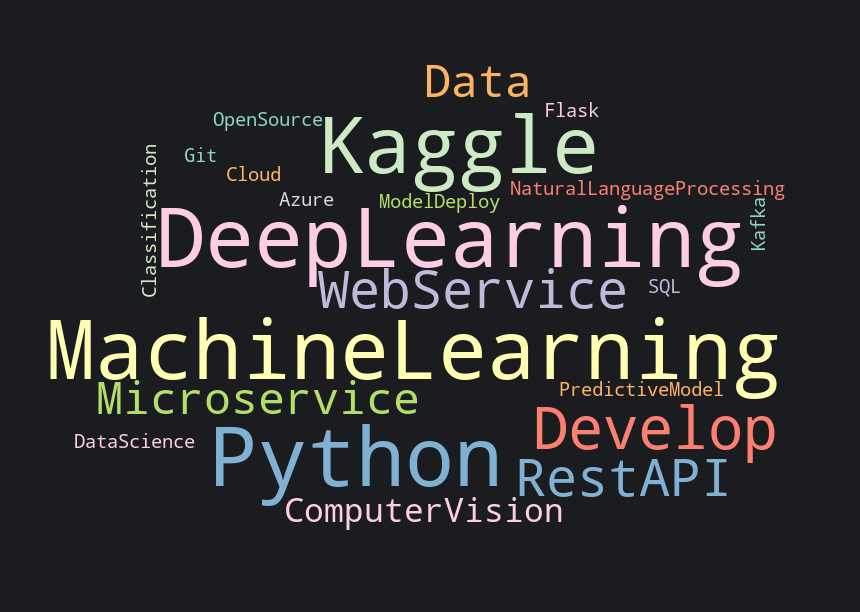 Data
Flask
OpenSource
Kaggle
Git
Cloud
Classification
NaturalLanguageProcessing
Azure
ModelDeploy
Kafka
DeepLearning
WebService
SQL
MachineLearning
PredictiveModel
Microservice
Develop
DataScience
Python
RestAPI
ComputerVision